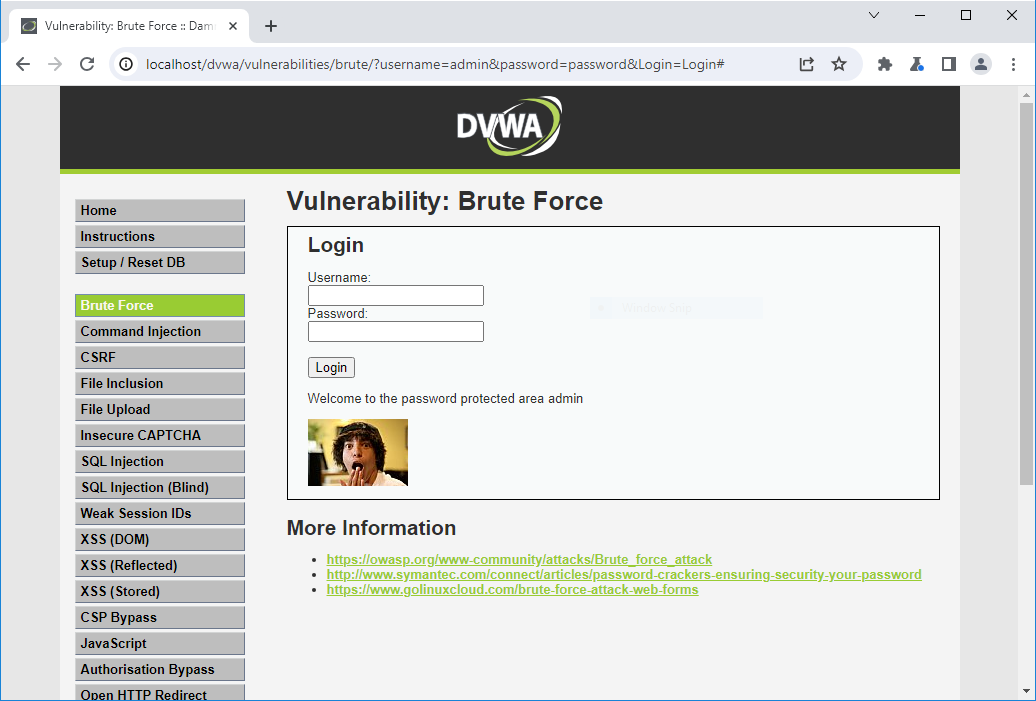 Vulnerability: Brute Force :: Dam
localhost/dvwa/vulnerabilities/brute/?username=admin&password=password&Login=Login#
DVWA
Home
Instructions
Setup / Reset DB
Brute Force
Command Injection
CSRF
File Inclusion
File Upload
Insecure CAPTCHA
SQL Injection
SQL Injection (Blind)
Weak Session IDs
XSS (DOM)
XSS (Reflected)
XSS (Stored)
CSP Bypass
JavaScript
Authorisation Bypass
Open HTTP Redirect
Vulnerability: Brute Force
Login
Username:
Password:
Window Snip
Login
Welcome to the password protected area admin
More Information
https://owasp.org/www-community/attacks/Brute_force_attack
http://www.symantec.com/connect/articles/password-crackers-ensuring-security-your-password
https://www.golinuxcloud.com/brute-force-attack-web-forms